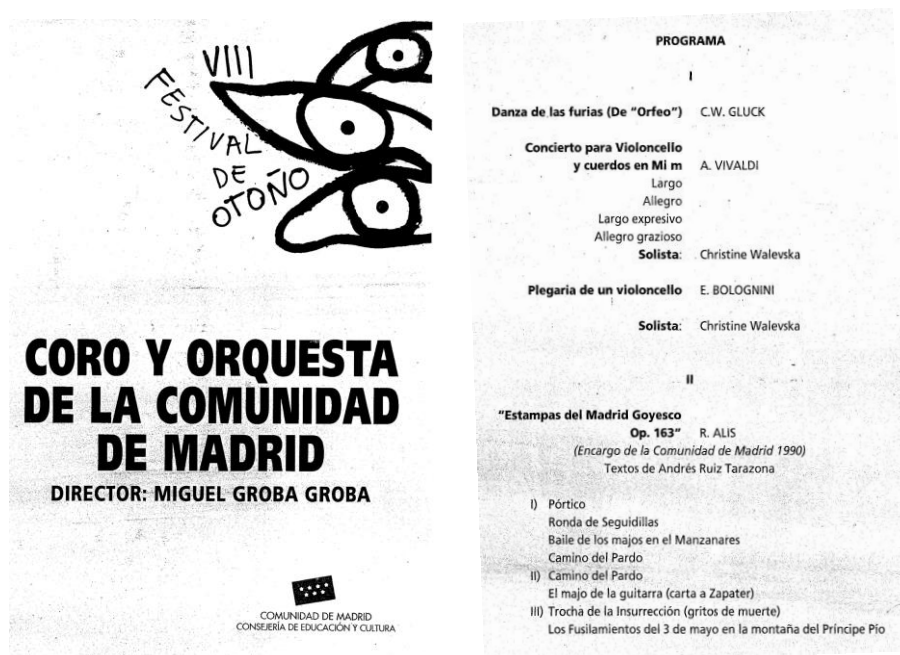 VIII
FESTIVAL
DE
OTOÑO
CORO Y ORQUESTA
DE LA COMUNIDAD
DE MADRID
DIRECTOR: MIGUEL GROBA GROBA
COMUNIDAD DE MADRID
CONSEJERÍA DE EDUCACIÓN Y CULTURA
PROGRAMA
I
Danza de las furias (De "Orfeo") C.W. GLUCK
Concierto para Violoncello
y cuerdos en Mi m A. VIVALDI
Largo
Allegro
Largo expresivo
Allegro grazioso
Solista: Christine Walevska
Plegaria de un violoncello E. BOLOGNINI
Solista: Christine Walevska
II
"Estampas del Madrid Goyesco
Op. 163" R. ALIS
(Encargo de la Comunidad de Madrid 1990)
Textos de Andrés Ruiz Tarazona
I) Pórtico
Ronda de Seguidillas
Baile de los majos en el Manzanares
Camino del Pardo
II) Camino del Pardo
El majo de la guitarra (carta a Zapater)
III) Trocha de la Insurrección (gritos de muerte)
Los Fusilamientos del 3 de mayo en la montaña del Príncipe Pío